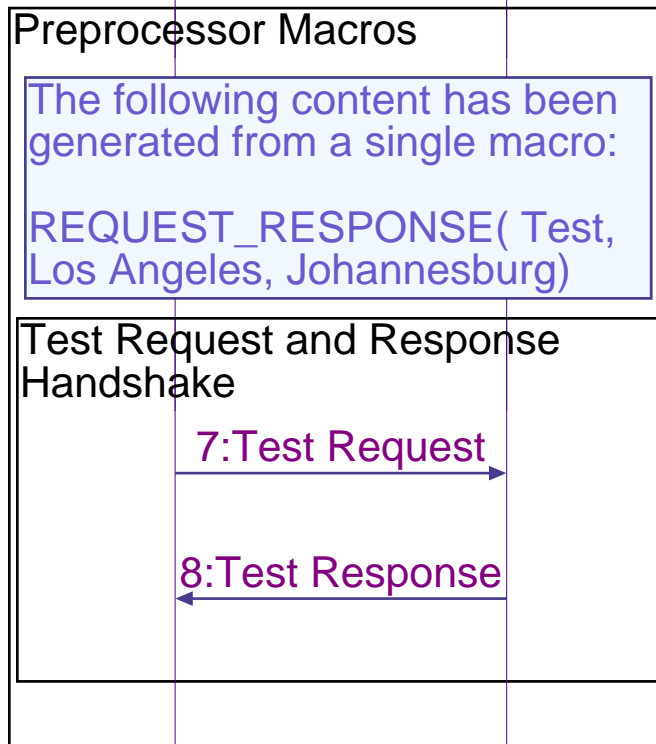 Preprocessor Macros
The following content has been
generated from a single macro:
REQUEST_RESPONSE( Test,
Los Angeles, Johannesburg)
Test Request and Response
Handshake
7:Test Request
8:Test Response